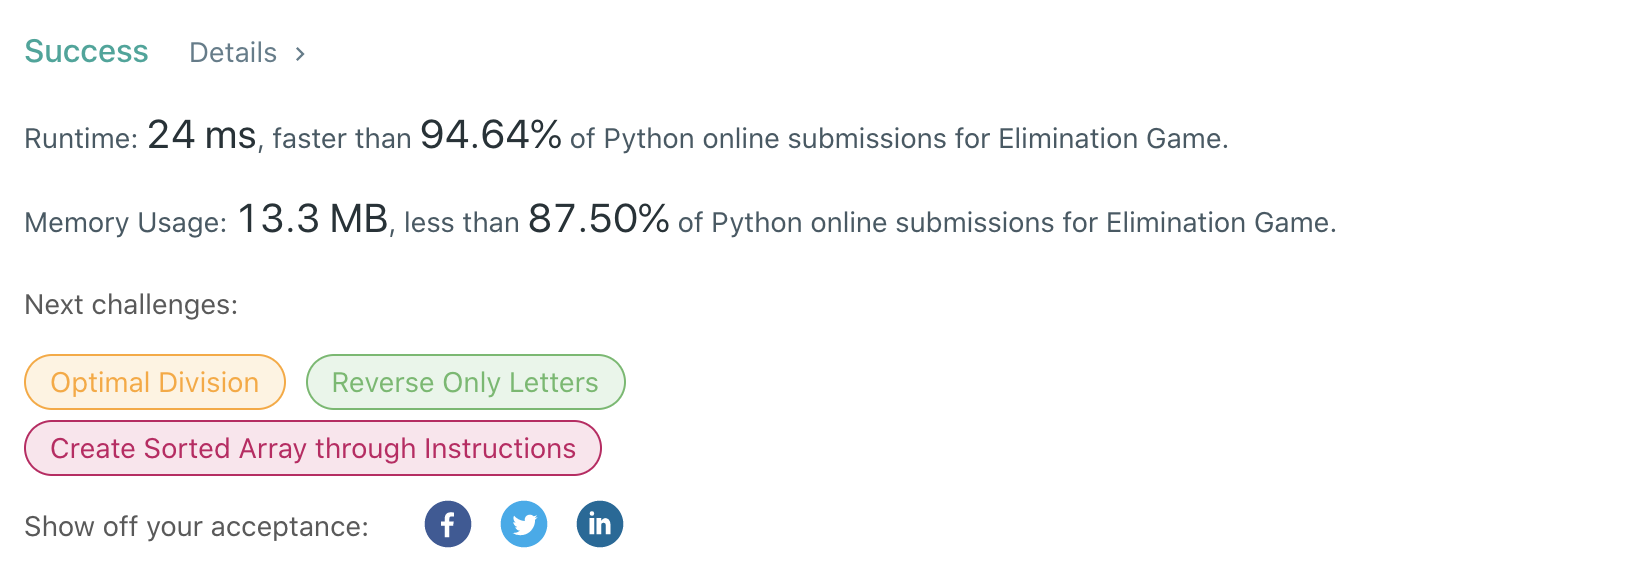 Success Details >
Runtime: 24 ms, faster than 94.64% of Python online submissions for Elimination Game.
Memory Usage: 13.3 MB, less than 87.50% of Python online submissions for Elimination Game.
Next challenges:
Optimal Division Reverse Only Letters
Create Sorted Array through Instructions
Show off your acceptance: f in